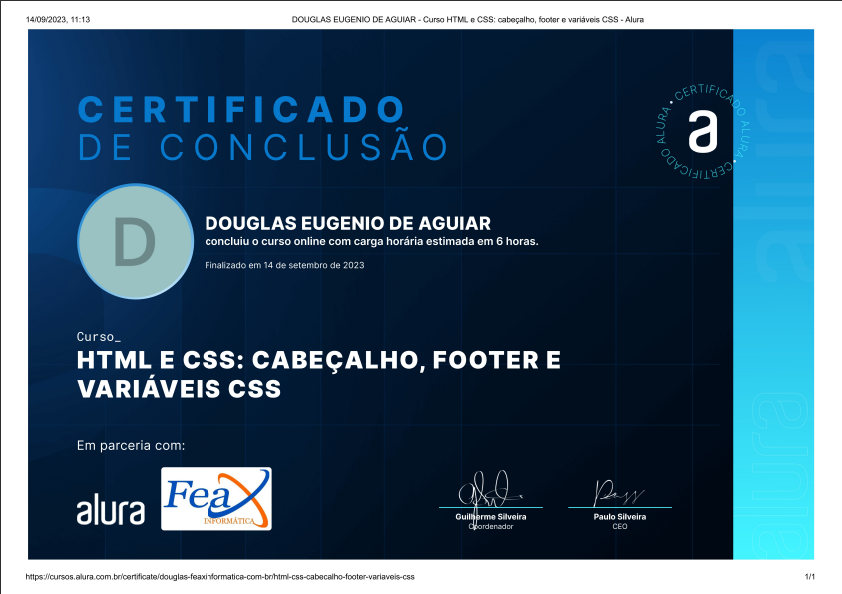 14/09/2023, 11:13
DOUGLAS EUGENIO DE AGUIAR - Curso HTML e CSS: cabeçalho, footer e variáveis CSS - Alura
CERTIFICADO
DE CONCLUSÃO
CERTIFICADO ALURA • CERTIFICADO ALURA •
a
alura
D
DOUGLAS EUGENIO DE AGUIAR
concluiu o curso online com carga horária estimada em 6 horas.
Finalizado em 14 de setembro de 2023
Curso_
HTML E CSS: CABEÇALHO, FOOTER E
VARIÁVEIS CSS
Em parceria com:
alura
FeaX
INFORMÁTICA
Guilherme Silveira
Coordenador
Paulo Silveira
CEO
alura
https://cursos.alura.com.br/certificate/douglas-feaxinformatica-com-br/html-css-cabecalho-footer-variaveis-css
1/1